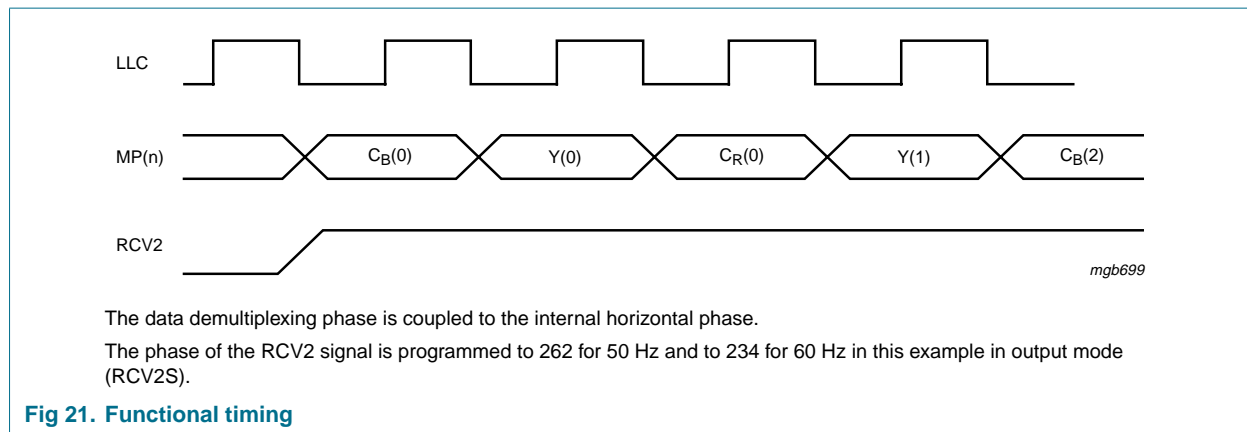 LLC
MP(n)
CB(0)
Y(0)
CR(0)
Y(1)
CB(2)
RCV2
mgb699
The data demultiplexing phase is coupled to the internal horizontal phase.
The phase of the RCV2 signal is programmed to 262 for 50 Hz and to 234 for 60 Hz in this example in output mode
(RCV2S).
Fig 21. Functional timing